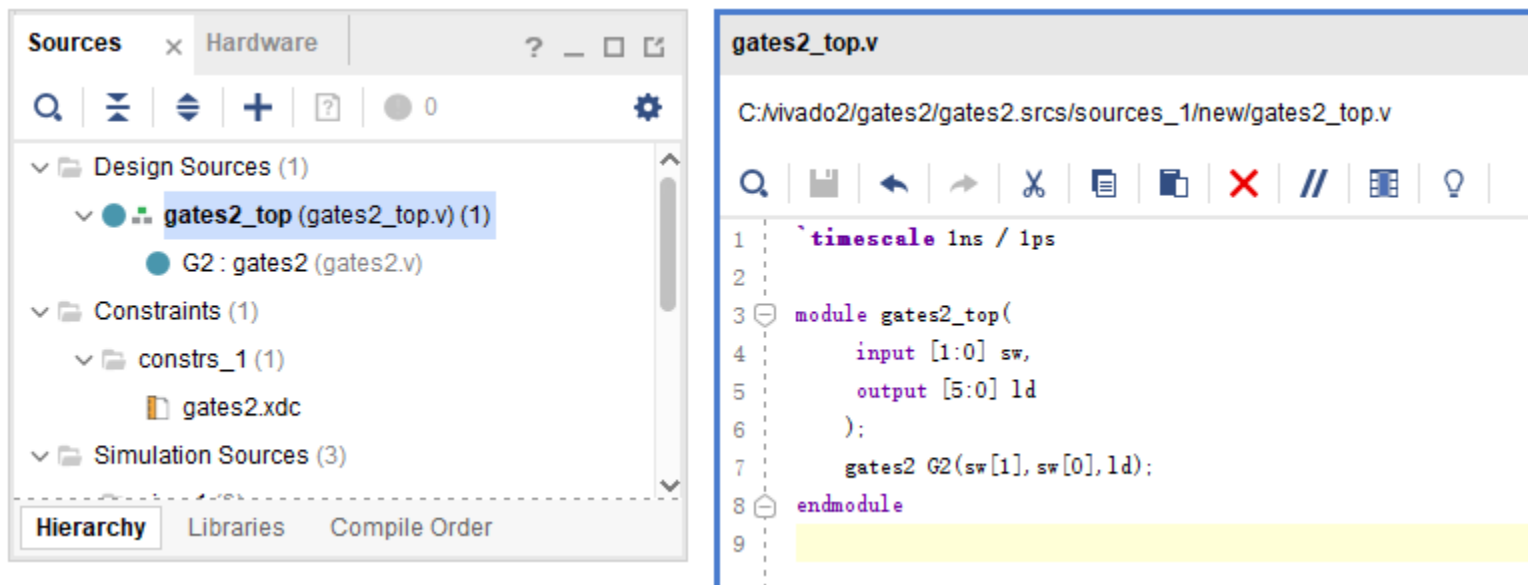 Sources × Hardware ? _
0
Design Sources (1)
gates2_top (gates2_top.v) (1)
G2 : gates2 (gates2.v)
Constraints (1)
constrs_1 (1)
gates2.xdc
Simulation Sources (3)
Hierarchy Libraries Compile Order
gates2_top.v
C:/vivado2/gates2/gates2.srcs/sources_1/new/gates2_top.v
1 `timescale 1ns / 1ps
2
3 module gates2_top(
4 input [1:0] sw,
5 output [5:0] ld
6 );
7 gates2 G2(sw[1],sw[0],ld);
8 endmodule
9